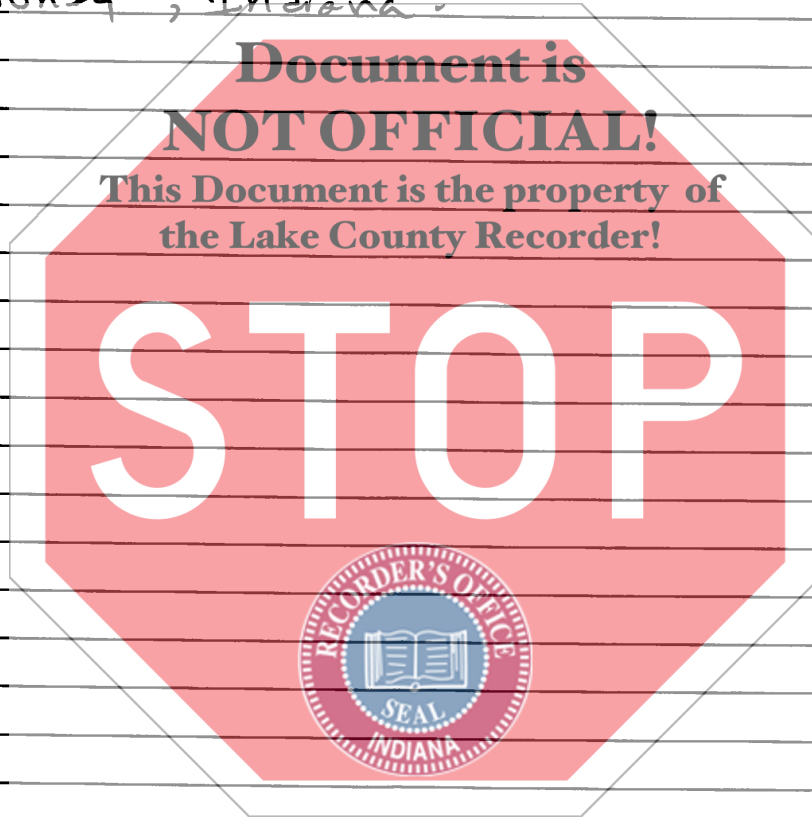 , Indiana.
Document is
NOT OFFICIAL!
This Document is the property of
the Lake County Recorder!
STOP
RECORDER'S OFFICE
SEAL
INDIANA